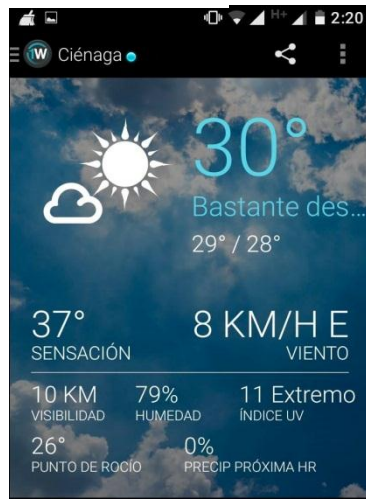 H+ 2:20
1W Ciénaga
30°
Bastante des...
29° / 28°
37° 8 KM/H E
SENSACIÓN VIENTO
10 KM 79% 11 Extremo
VISIBILIDAD HUMEDAD ÍNDICE UV
26° 0%
PUNTO DE ROCÍO PRECIP PRÓXIMA HR